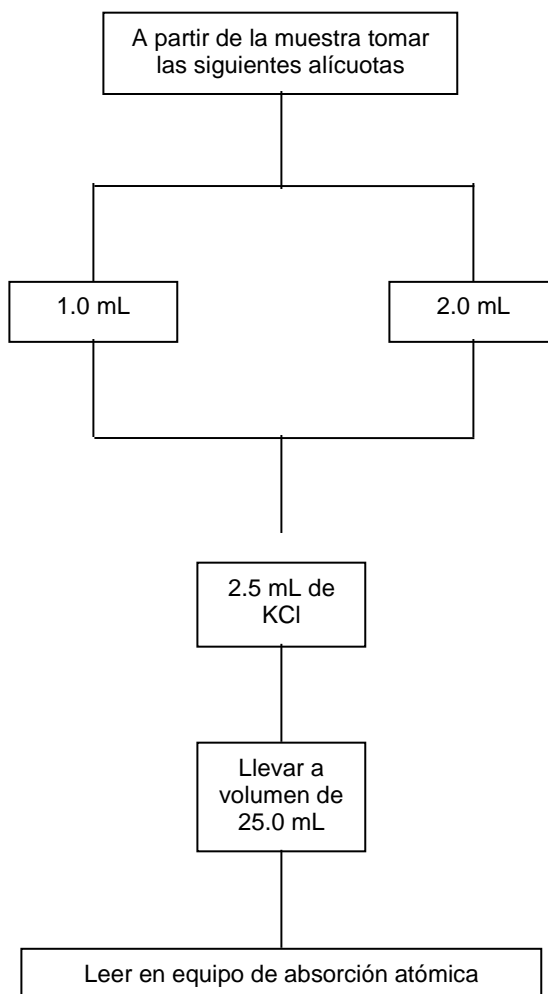 A partir de la muestra tomar
las siguientes alícuotas
1.0 mL
2.0 mL
2.5 mL de
KCl
Llevar a
volumen de
25.0 mL
Leer en equipo de absorción atómica